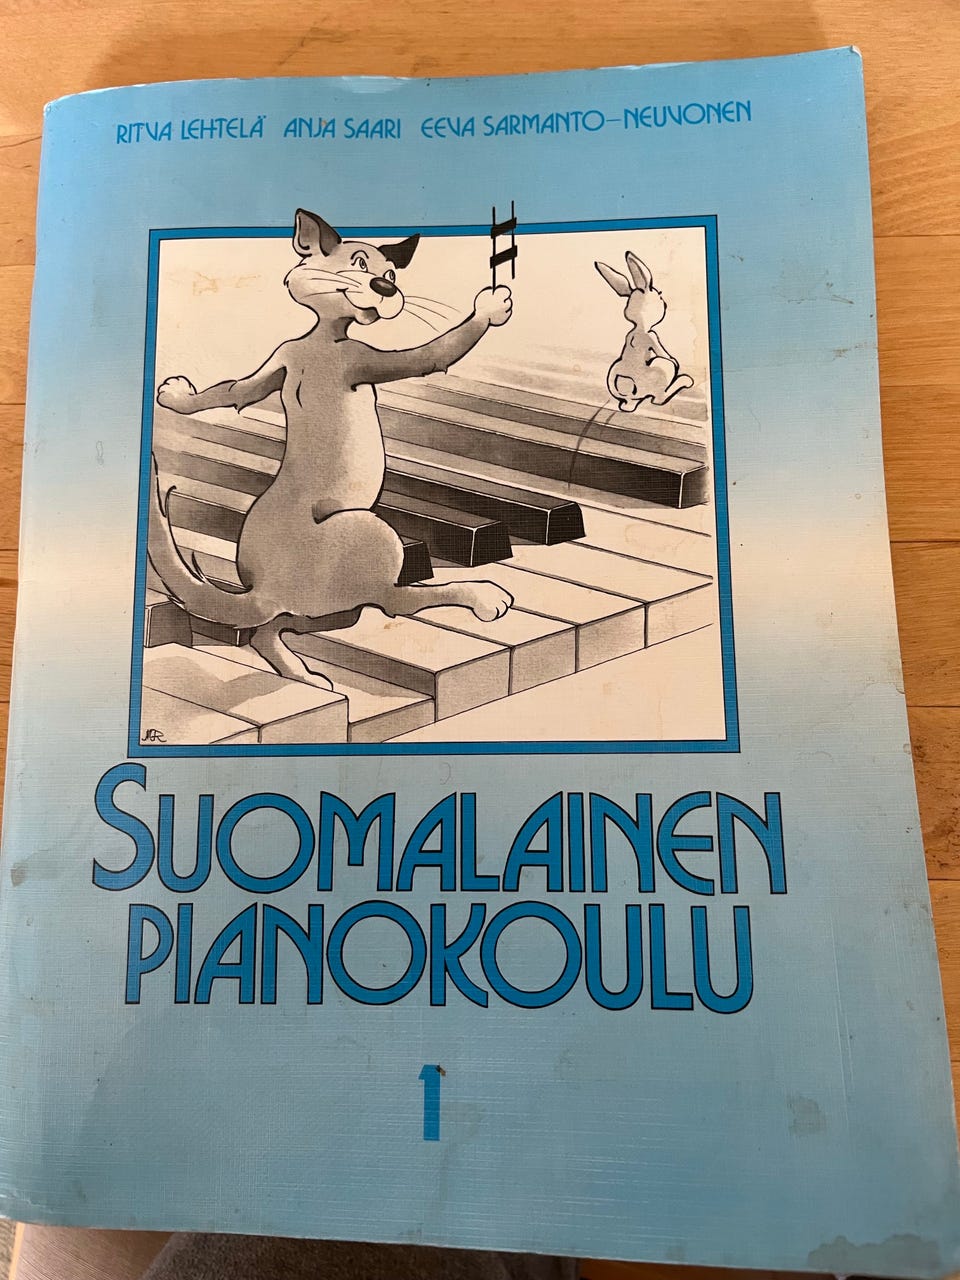 RITVA LEHTELÄ ANJA SAARI EEVA SARMANTO-NEUVONEN
SUOMALAINEN
PIANOKOULU
1